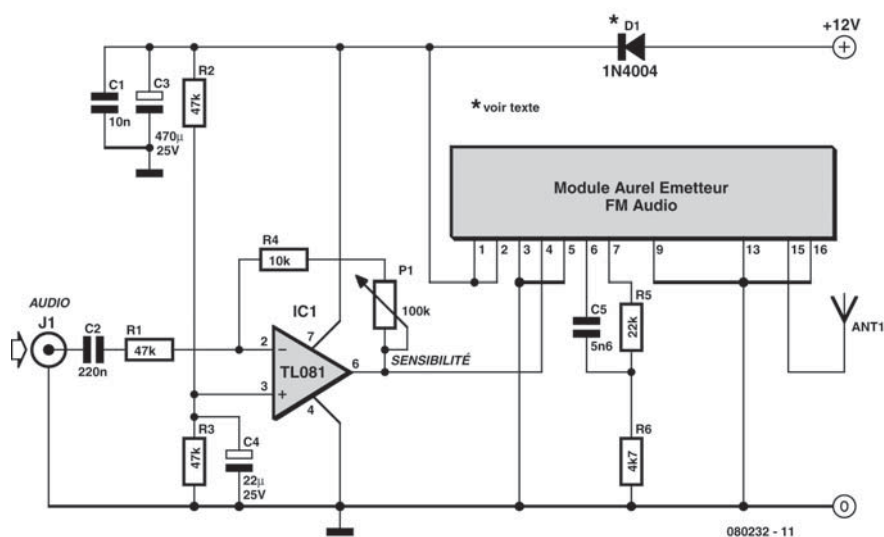 * D1
1N4004
+12V
* voir texte
C1
10n
C3
470µ
25V
R2
47k
Module Aurel Emetteur
FM Audio
1 2 3 4 5 6 7 9 13 15 16
R4
10k
P1
100k
IC1
AUDIO
J1
C2
220n
R1
47k
2
3
7
TL081
4
6
SENSIBILITÉ
C5
5n6
R5
22k
ANT1
R3
47k
C4
22µ
25V
R6
4k7
0
080232 - 11